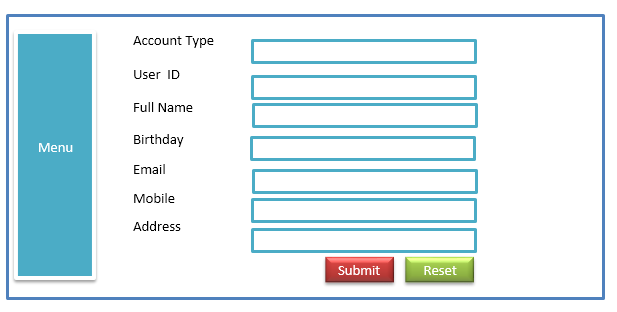 Account Type
User  ID
Full Name
Birthday
Menu
Email
Mobile
Address
Submit
Reset